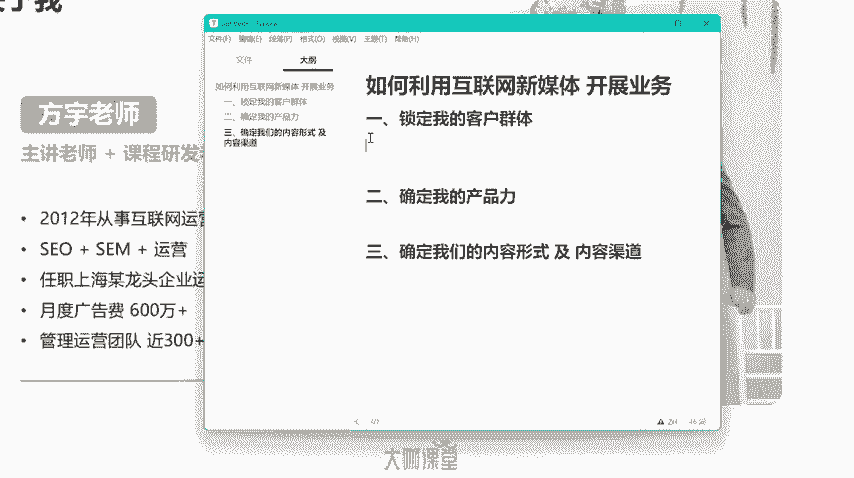 方宇老师
主讲老师 + 课程研发
• 2012年从事互联网运营
• SEO + SEM + 运营
• 任职上海某龙头企业运
• 月度广告费 600万+
• 管理运营团队 近300+
文件(F) 编辑(E) 段落(P) 格式(O) 视图(V) 主题(T) 帮助(H)
文件 大纲
如何利用互联网新媒体 开展业务
一、锁定我的客户群体
二、确定我的产品力
三、确定我们的内容形式 及
内容渠道
如何利用互联网新媒体 开展业务
一、锁定我的客户群体
二、确定我的产品力
三、确定我们的内容形式 及 内容渠道